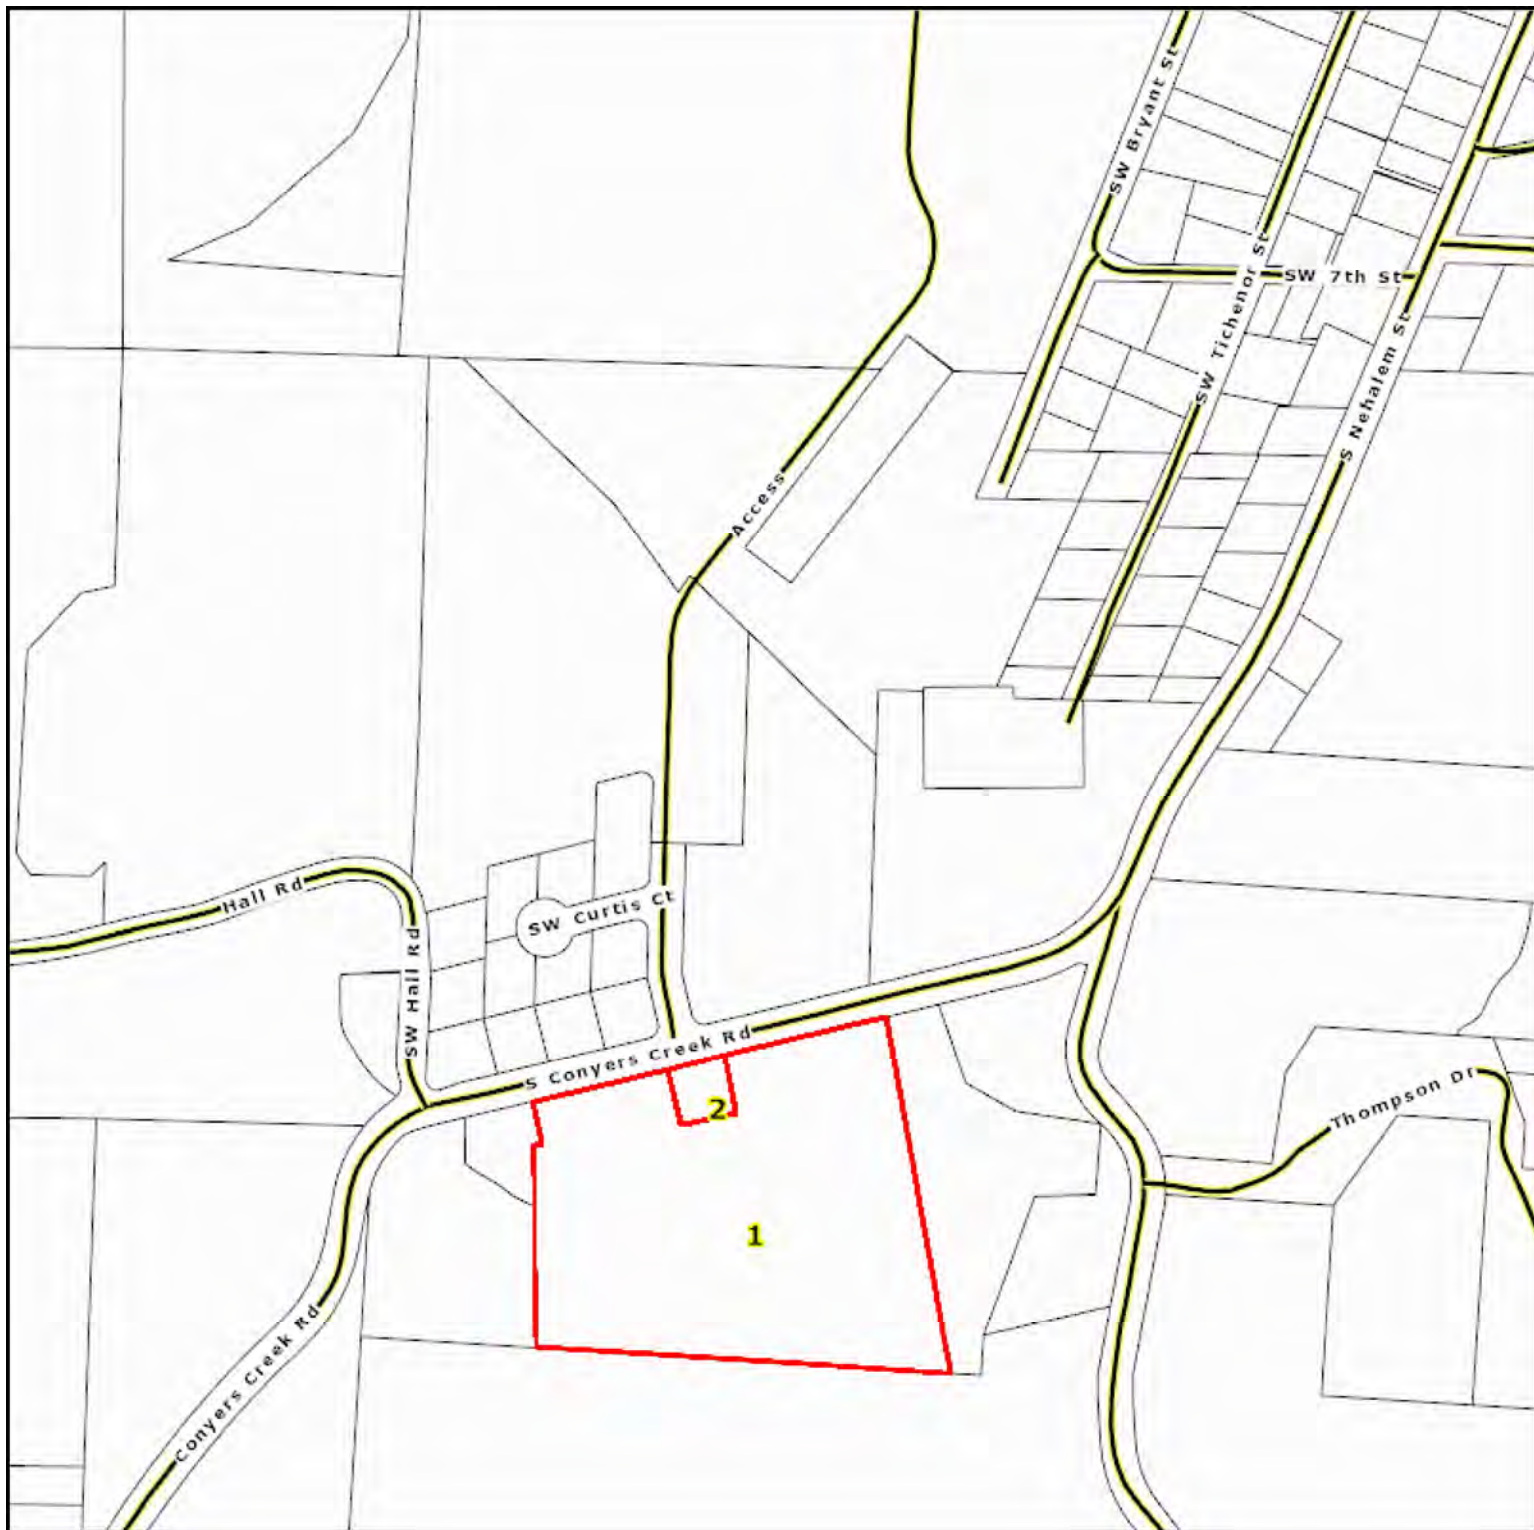 SW Bryant St
SW Tichenor St
SW 7th St
S Nehalem St
Access
Hall Rd
SW Hall Rd
SW Curtis Ct
S Conyers Creek Rd
2
Thompson Dr
1
Conyers Creek Rd